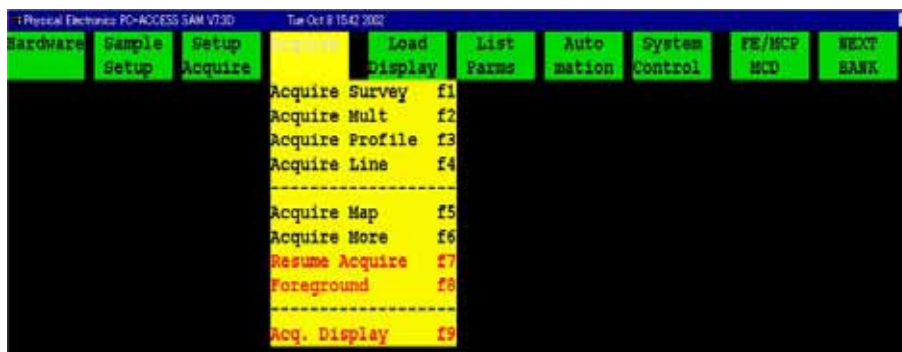 Physical Electronics PC-ACCESS SAM V7.3D Tue Oct 8 15:42 2002
Hardware Sample Setup Load List Auto System FE/MCP NEXT
Setup Acquire Display Parms mation Control MCD BANK
Acquire Survey f1
Acquire Mult f2
Acquire Profile f3
Acquire Line f4
--------------------
Acquire Map f5
Acquire More f6
Resume Acquire f7
Foreground f8
--------------------
Acq. Display f9